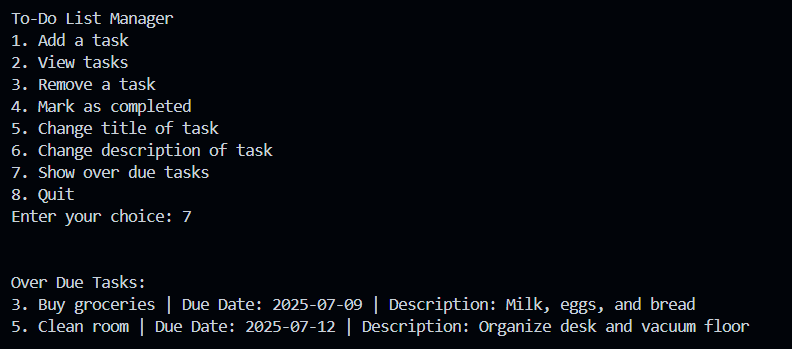 To-Do List Manager
1. Add a task
2. View tasks
3. Remove a task
4. Mark as completed
5. Change title of task
6. Change description of task
7. Show over due tasks
8. Quit
Enter your choice: 7
Over Due Tasks:
3. Buy groceries | Due Date: 2025-07-09 | Description: Milk, eggs, and bread
5. Clean room | Due Date: 2025-07-12 | Description: Organize desk and vacuum floor